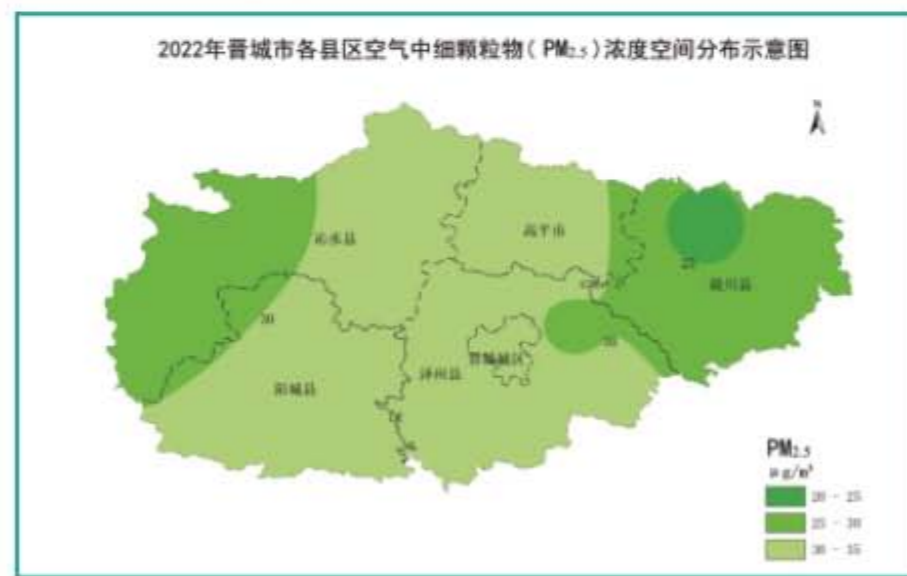 2022年晋城市各县区空气中细颗粒物（PM2.5）浓度空间分布示意图
N
沁水县
高平市
25
陵川县
30
30
晋城城区
泽州县
阳城县
PM2.5
μg/m³
20 - 25
25 - 30
30 - 35